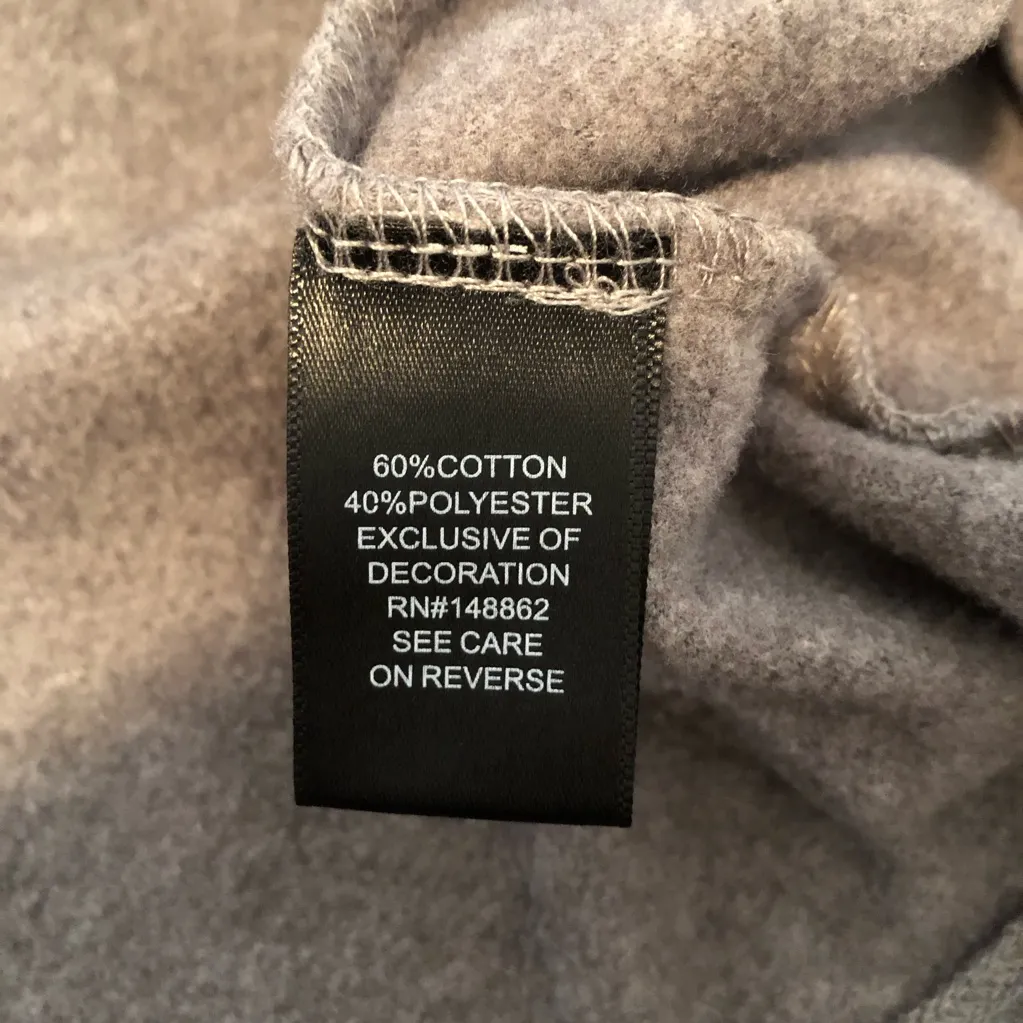 60%COTTON
40%POLYESTER
EXCLUSIVE OF
DECORATION
RN#148862
SEE CARE
ON REVERSE